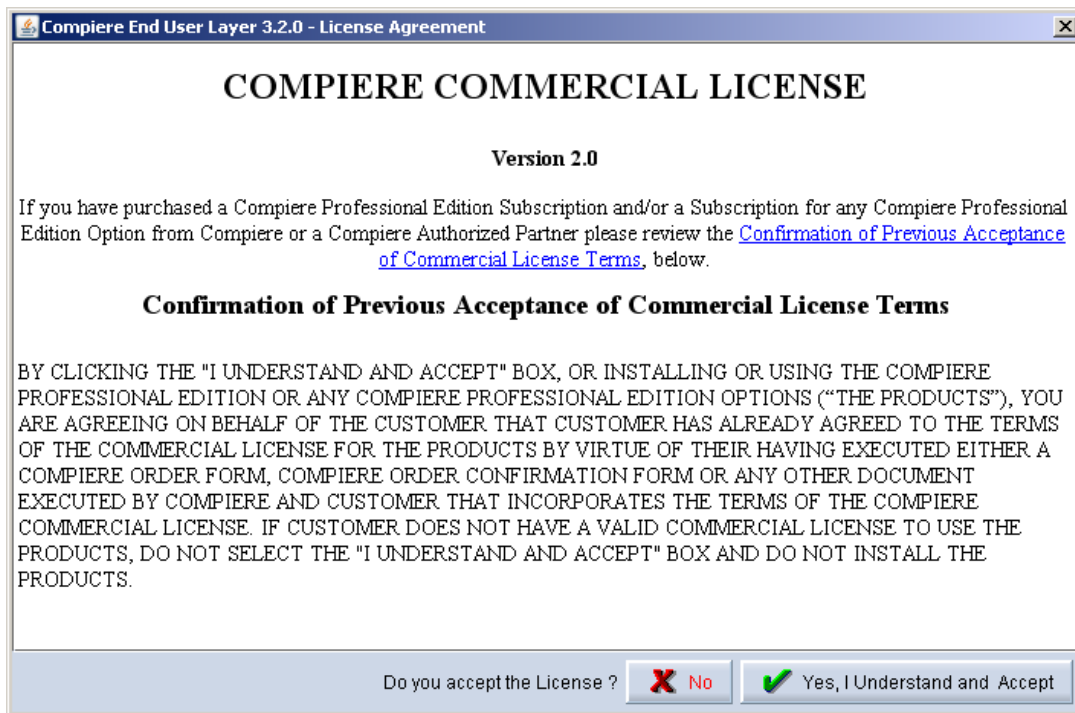 Compiere End User Layer 3.2.0 - License Agreement
COMPIERE COMMERCIAL LICENSE
Version 2.0
If you have purchased a Compiere Professional Edition Subscription and/or a Subscription for any Compiere Professional
Edition Option from Compiere or a Compiere Authorized Partner please review the Confirmation of Previous Acceptance
of Commercial License Terms, below.
Confirmation of Previous Acceptance of Commercial License Terms
BY CLICKING THE "I UNDERSTAND AND ACCEPT" BOX, OR INSTALLING OR USING THE COMPIERE
PROFESSIONAL EDITION OR ANY COMPIERE PROFESSIONAL EDITION OPTIONS (“THE PRODUCTS”), YOU
ARE AGREEING ON BEHALF OF THE CUSTOMER THAT CUSTOMER HAS ALREADY AGREED TO THE TERMS
OF THE COMMERCIAL LICENSE FOR THE PRODUCTS BY VIRTUE OF THEIR HAVING EXECUTED EITHER A
COMPIERE ORDER FORM, COMPIERE ORDER CONFIRMATION FORM OR ANY OTHER DOCUMENT
EXECUTED BY COMPIERE AND CUSTOMER THAT INCORPORATES THE TERMS OF THE COMPIERE
COMMERCIAL LICENSE. IF CUSTOMER DOES NOT HAVE A VALID COMMERCIAL LICENSE TO USE THE
PRODUCTS, DO NOT SELECT THE "I UNDERSTAND AND ACCEPT" BOX AND DO NOT INSTALL THE
PRODUCTS.
Do you accept the License ? No Yes, I Understand and Accept